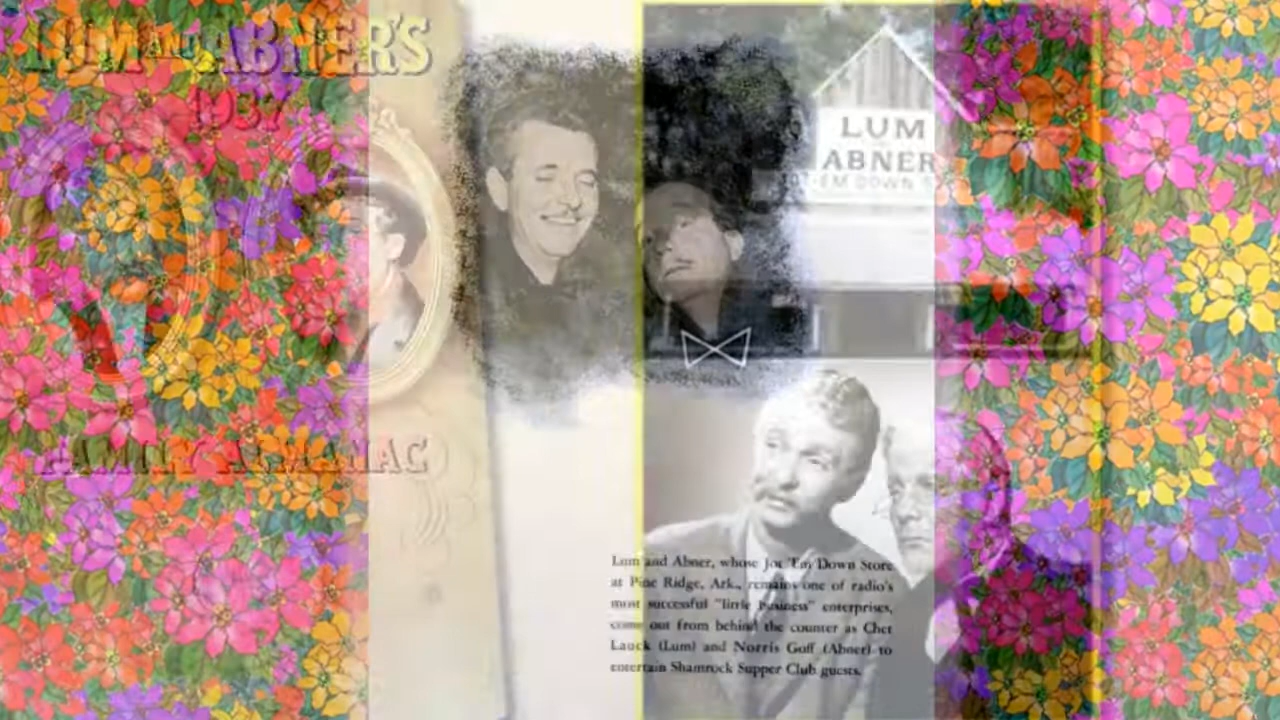 LUM AND ABNER'S
1937
FAMILY ALMANAC
LUM
ABNER
'EM DOWN
Lum and Abner, whose Jot 'Em Down Store
at Pine Ridge, Ark., remains one of radio's
most successful "little business" enterprises,
come out from behind the counter as Chet
Lauck (Lum) and Norris Goff (Abner) to
entertain Shamrock Supper Club guests.